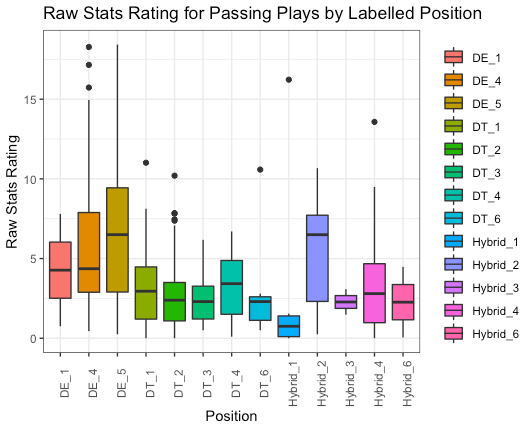 Raw Stats Rating for Passing Plays by Labelled Position
Raw Stats Rating
15
10
5
0
DE_1
DE_4
DE_5
DT_1
DT_2
DT_3
DT_4
DT_6
Hybrid_1
Hybrid_2
Hybrid_3
Hybrid_4
Hybrid_6
Position
DE_1
DE_4
DE_5
DT_1
DT_2
DT_3
DT_4
DT_6
Hybrid_1
Hybrid_2
Hybrid_3
Hybrid_4
Hybrid_6